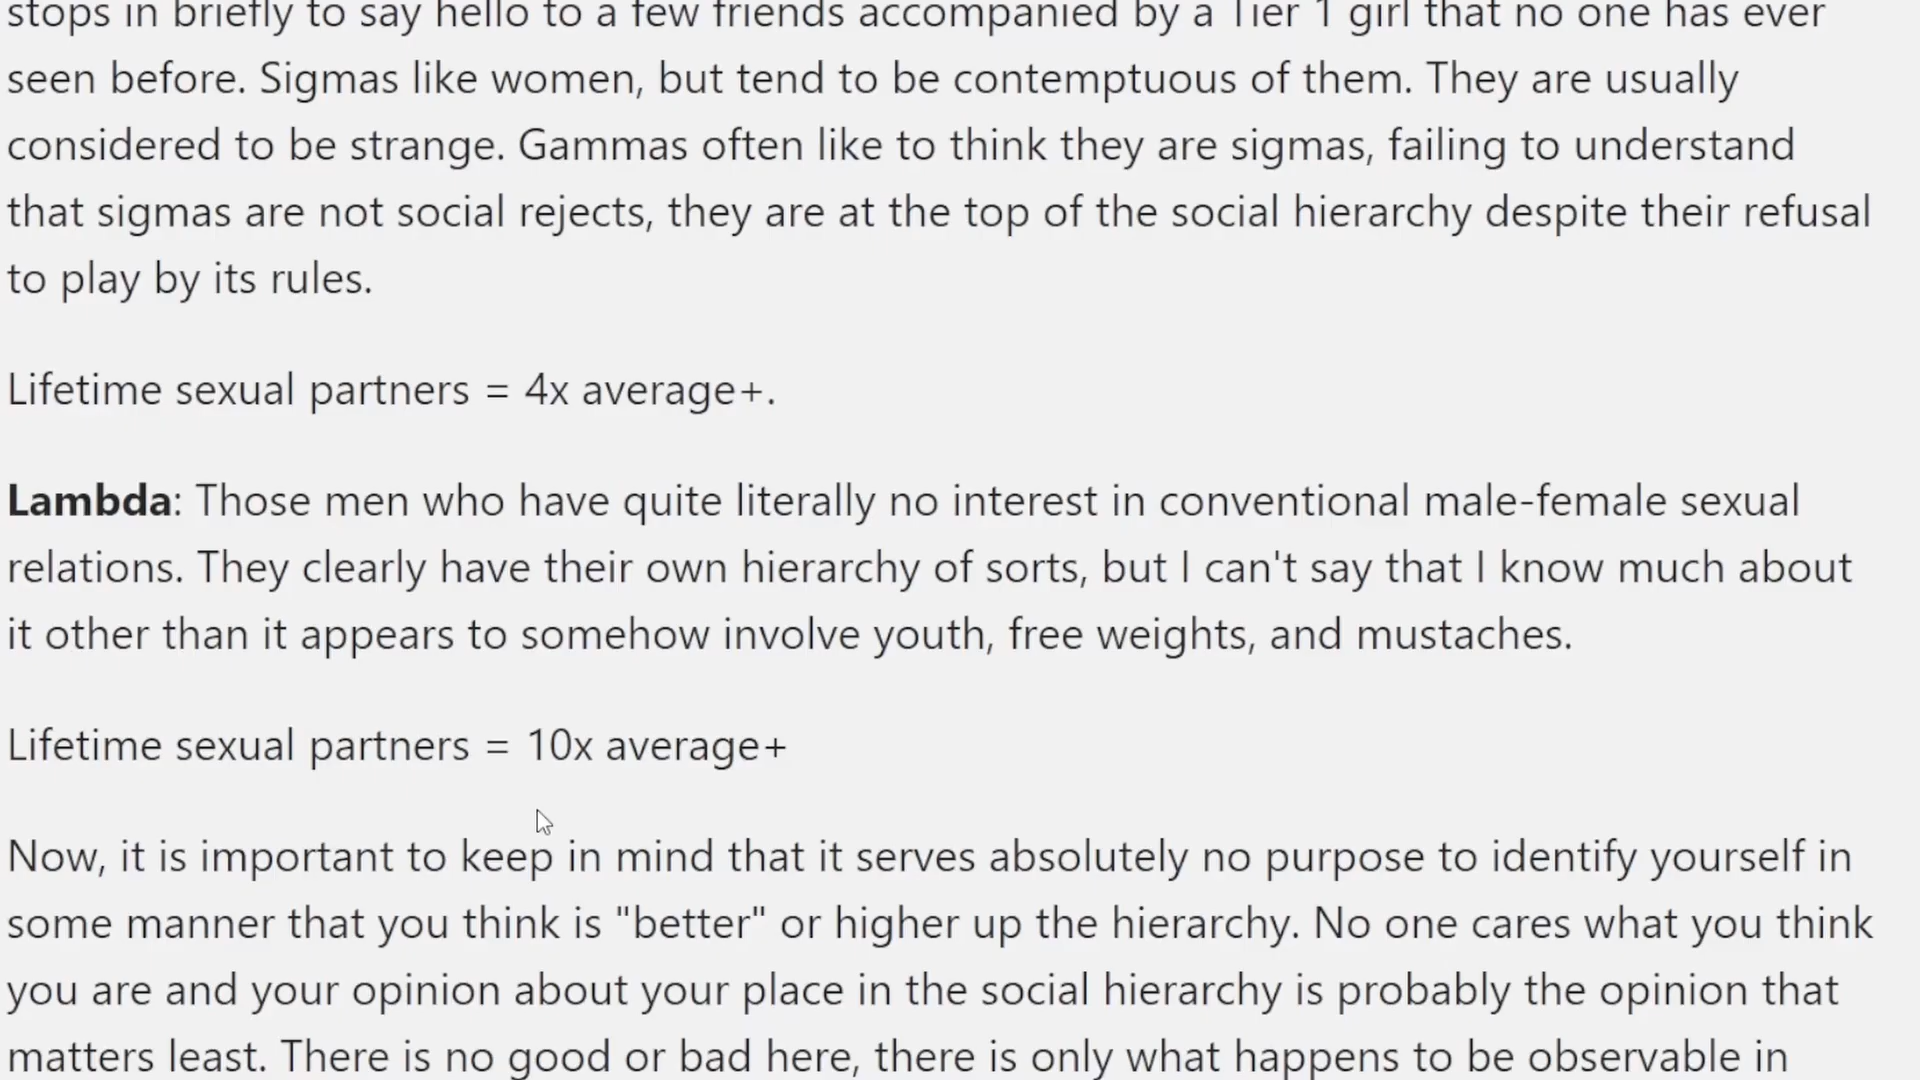 stops in briefly to say hello to a few friends accompanied by a Tier 1 girl that no one has ever
seen before. Sigmas like women, but tend to be contemptuous of them. They are usually
considered to be strange. Gammas often like to think they are sigmas, failing to understand
that sigmas are not social rejects, they are at the top of the social hierarchy despite their refusal
to play by its rules.
Lifetime sexual partners = 4x average+.
Lambda: Those men who have quite literally no interest in conventional male-female sexual
relations. They clearly have their own hierarchy of sorts, but I can't say that I know much about
it other than it appears to somehow involve youth, free weights, and mustaches.
Lifetime sexual partners = 10x average+
Now, it is important to keep in mind that it serves absolutely no purpose to identify yourself in
some manner that you think is "better" or higher up the hierarchy. No one cares what you think
you are and your opinion about your place in the social hierarchy is probably the opinion that
matters least. There is no good or bad here, there is only what happens to be observable in